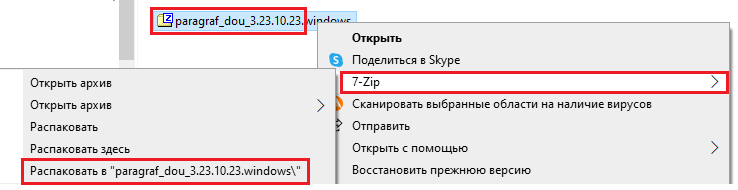 paragraf_dou_3.23.10.23.windows
Открыть
Поделиться в Skype
7-Zip
Сканировать выбранные области на наличие вирусов
Отправить
Открыть с помощью
Восстановить прежнюю версию
Открыть архив
Открыть архив
Распаковать
Распаковать здесь
Распаковать в "paragraf_dou_3.23.10.23.windows\"